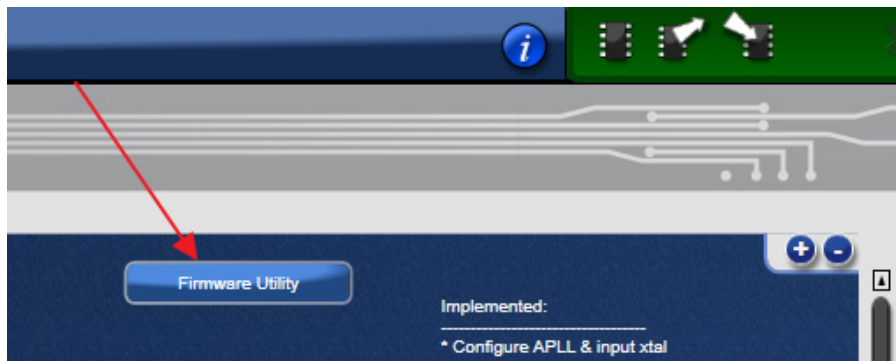 i
+ -
Firmware Utility
Implemented:
--------------------------------
* Configure APLL & input xtal